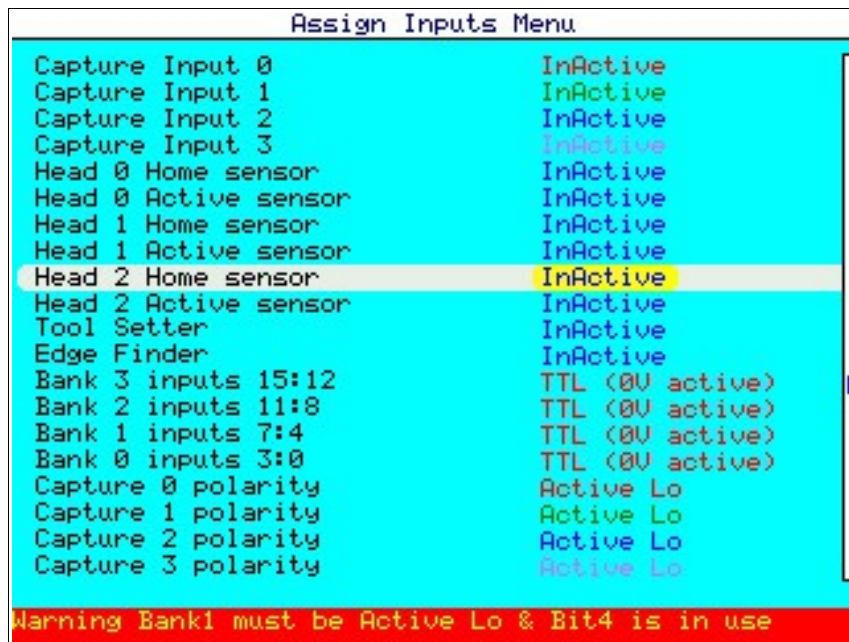 Assign Inputs Menu
Capture Input 0 InActive
Capture Input 1 InActive
Capture Input 2 InActive
Capture Input 3 InActive
Head 0 Home sensor InActive
Head 0 Active sensor InActive
Head 1 Home sensor InActive
Head 1 Active sensor InActive
Head 2 Home sensor InActive
Head 2 Active sensor InActive
Tool Setter InActive
Edge Finder InActive
Bank 3 inputs 15:12 TTL (0V active)
Bank 2 inputs 11:8 TTL (0V active)
Bank 1 inputs 7:4 TTL (0V active)
Bank 0 inputs 3:0 TTL (0V active)
Capture 0 polarity Active Lo
Capture 1 polarity Active Lo
Capture 2 polarity Active Lo
Capture 3 polarity Active Lo
Warning Bank1 must be Active Lo & Bit4 is in use